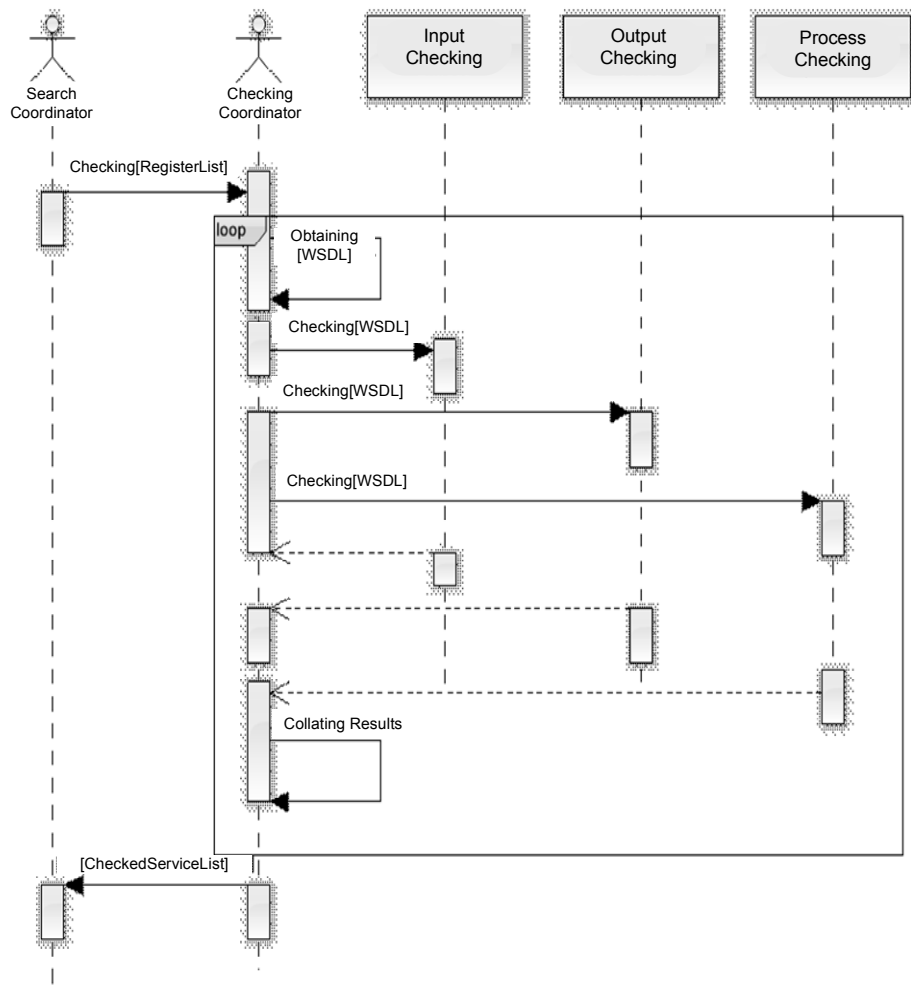 Search
Coordinator
Checking
Coordinator
Input
Checking
Output
Checking
Process
Checking
Checking[RegisterList]
loop
Obtaining
[WSDL]
Checking[WSDL]
Checking[WSDL]
Checking[WSDL]
Collating Results
[CheckedServiceList]